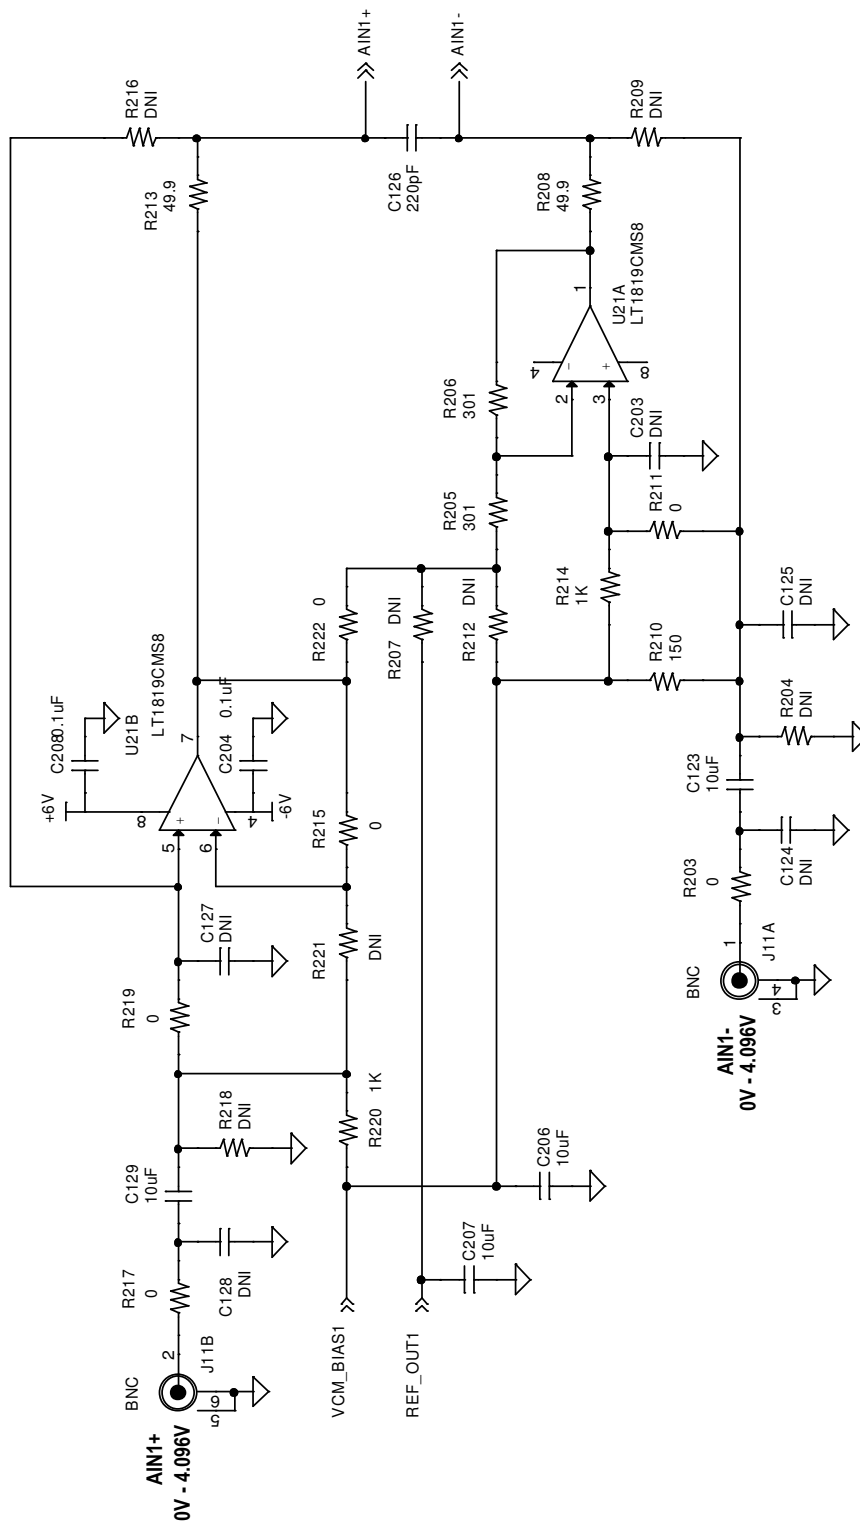 R216
DNI
R213
49.9
AIN1+
AIN1-
C126
220pF
R209
DNI
R208
49.9
U21A
LT1819CMS8
1
4
8
2
3
-
+
R206
301
C203
DNI
R205
301
R211
0
R214
1K
R222
0
R207
DNI
R212
DNI
R210
150
C125
DNI
R204
DNI
C123
10uF
C124
DNI
R203
0
1
J11A
BNC
3
4
AIN1-
0V - 4.096V
C208
0.1uF
U21B
LT1819CMS8
+6V
8
7
C204
0.1uF
5
6
+
-
4
-6V
R215
0
C127
DNI
R221
DNI
R219
0
R218
DNI
R220
1K
C129
10uF
C206
10uF
C207
10uF
R217
0
C128
DNI
VCM_BIAS1
REF_OUT1
2
J11B
BNC
5
6
AIN1+
0V - 4.096V